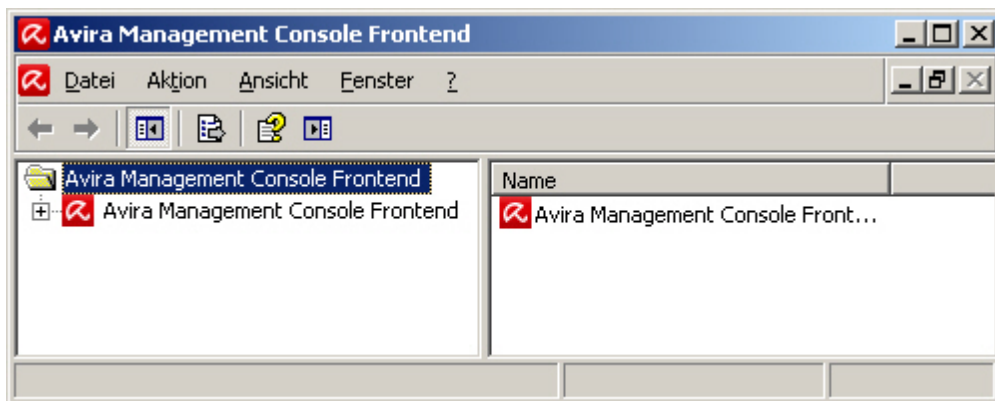 Avira Management Console Frontend
Datei Aktion Ansicht Fenster ?
Avira Management Console Frontend
Avira Management Console Frontend
Name
Avira Management Console Front...